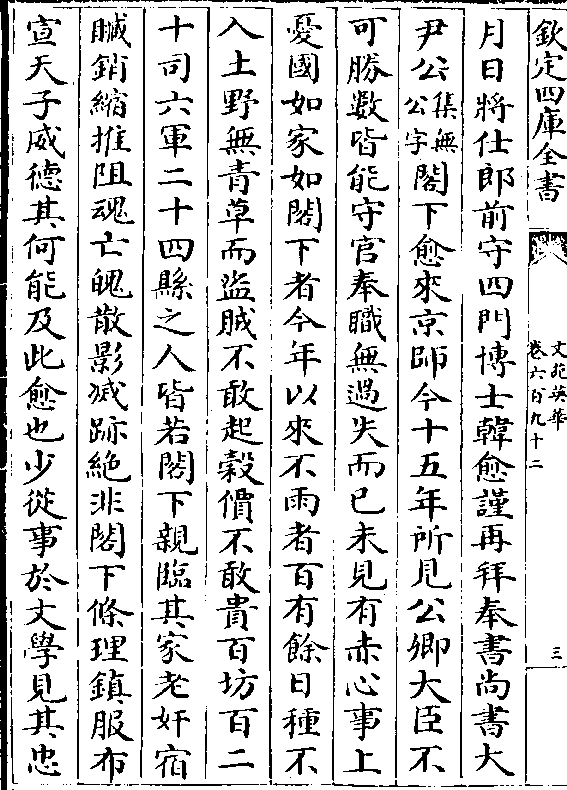 欽定四庫全書
文苑英華
卷六百九十二
三
月日將仕郎前守四門博士韓愈謹再拜奉書尚書大
尹公集無公字閣下愈來京師今十五年所見公卿大臣不
可勝數皆能守官奉職無過失而已未見有赤心事上
憂國如家如閣下者今年以來不雨者百有餘日種不
入土野無青草而盜賊不敢起穀價不敢貴百坊百二
十司六軍二十四縣之人皆若閣下親臨其家老奸宿
贓銷縮摧阻魂亡魄散影滅跡絶非閣下條理鎮服布
宣天子威德其何能及此愈也少從事於文學見其忠